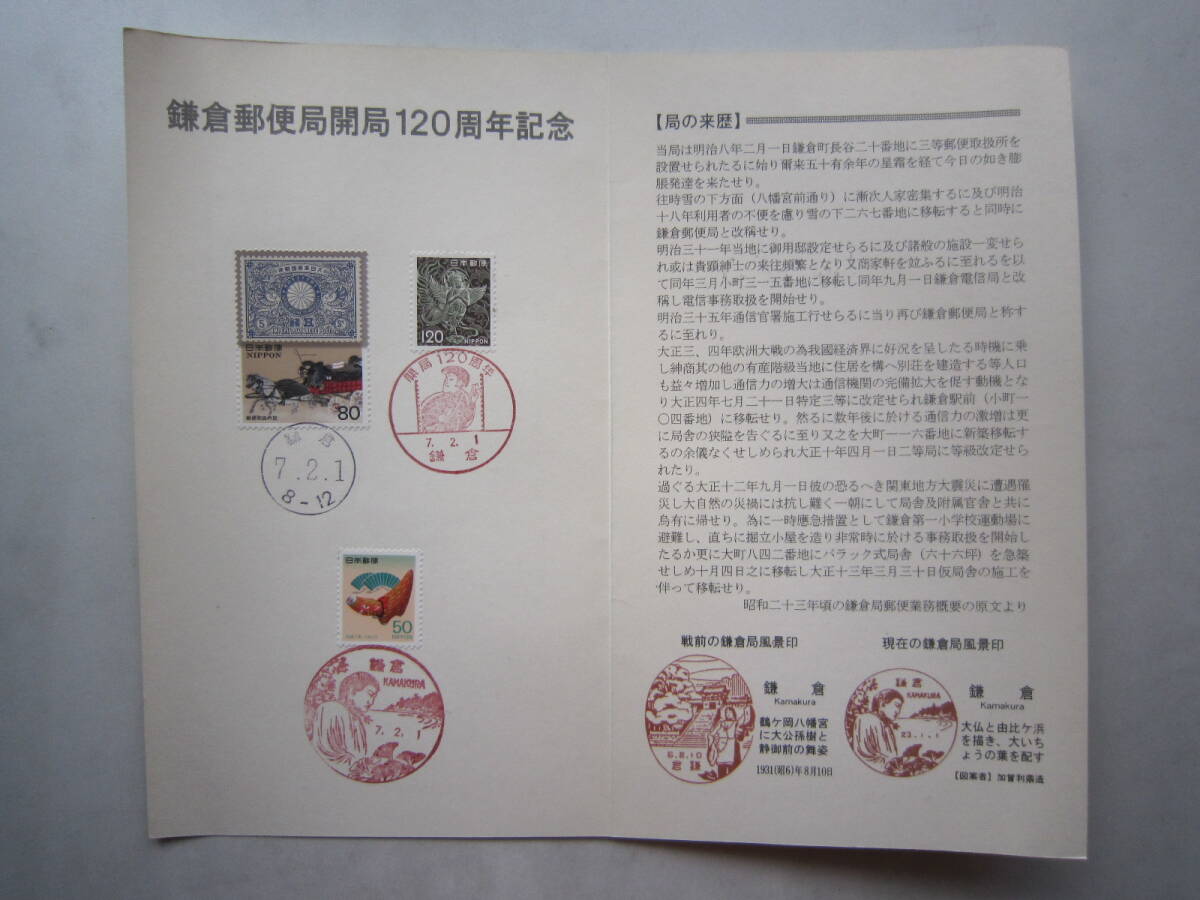 鎌倉郵便局開局120周年記念
日本郵便
NIPPON
80
日本郵便
120
NIPPON
開局120周年
7. 2. 1
鎌倉
鎌倉
7.2.1
8-12
日本郵便
50
NIPPON
鎌倉
KAMAKURA
7. 2. 1
【局の来歴】
当局は明治八年二月一日鎌倉町長谷二十番地に三等郵便取扱所を
設置せられたるに始り爾来五十有余年の星霜を経て今日の如き膨
脹発達を来たせり。
往時雪の下方面（八幡宮前通り）に漸次人家密集するに及び明治
十八年利用者の不便を慮り雪の下二六七番地に移転すると同時に
鎌倉郵便局と改稱せり。
明治三十一年当地に御用邸設定せらるに及び諸般の施設一変せら
れ或は貴顕紳士の来往頻繁となり又商家軒を竝ふるに至れるを以
て同年三月小町三一五番地に移転し同年九月一日鎌倉電信局と改
稱し電信事務取扱を開始せり。
明治三十五年通信官署施工行せらるに当り再び鎌倉郵便局と称す
るに至れり。
大正三、四年欧洲大戦の為我國経済界に好況を呈したる時機に乗
し紳商其の他の有産階級当地に住居を構へ別荘を建造する等人口
も益々増加し通信力の増大は通信機関の完備拡大を促す動機とな
り大正四年七月二十一日特定三等に改定せられ鎌倉駅前（小町一
〇四番地）に移転せり。然るに数年後に於ける通信力の激増は更
に局舎の狭隘を告ぐるに至り又之を大町一一六番地に新築移転す
るの余儀なくせしめられ大正十年四月一日二等局に等級改定せら
れたり。
過ぐる大正十二年九月一日彼の恐るへき関東地方大震災に遭遇罹
災し大自然の災禍には抗し難く一朝にして局舎及附属官舎と共に
烏有に帰せり。為に一時應急措置として鎌倉第一小学校運動場に
避難し、直ちに掘立小屋を造り非常時に於ける事務取扱を開始し
たるか更に大町八四二番地にバラック式局舎（六十六坪）を急築
せしめ十月四日之に移転し大正十三年三月三十日仮局舎の施工を
伴って移転せり。
昭和二十三年頃の鎌倉局郵便業務概要の原文より
戦前の鎌倉局風景印
6.8.10
倉鎌
鎌倉
Kamakura
鶴ケ岡八幡宮
に大公孫樹と
静御前の舞姿
1931(昭6)年8月10日
現在の鎌倉局風景印
鎌倉
KAMAKURA
23.1.1
鎌倉
Kamakura
大仏と由比ケ浜
を描き、大いち
ょうの葉を配す
【図案者】加曽利鼎造